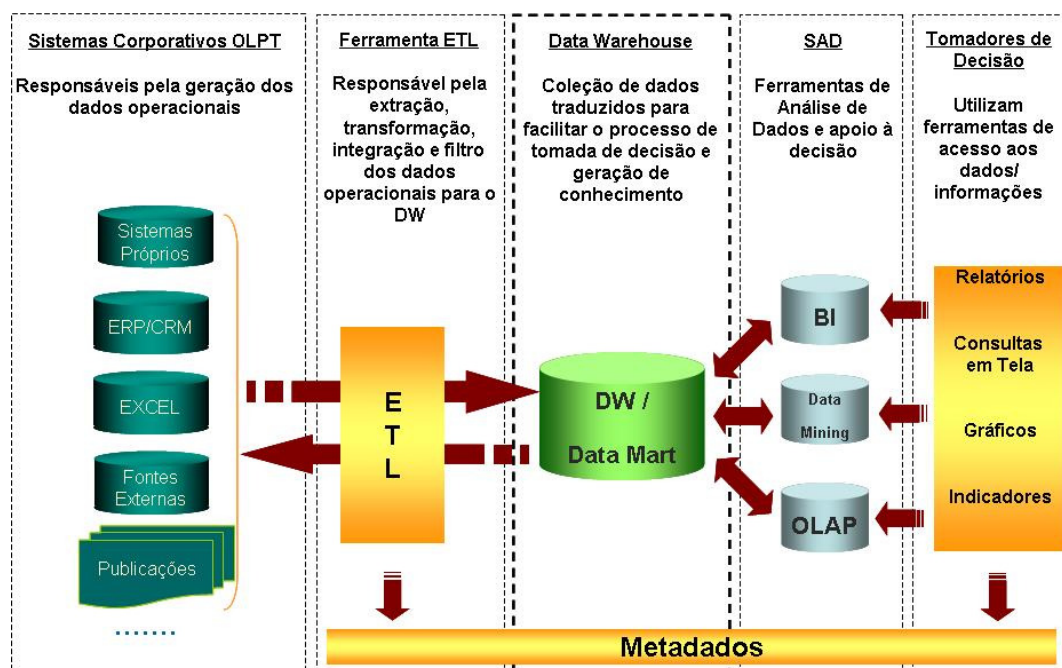 Sistemas Corporativos OLPT
Responsáveis pela geração dos
dados operacionais
Sistemas
Próprios
ERP/CRM
EXCEL
Fontes
Externas
Publicações
.......
Ferramenta ETL
Responsável pela
extração,
transformação,
integração e filtro
dos dados
operacionais para o
DW
E
T
L
Data Warehouse
Coleção de dados
traduzidos para
facilitar o processo de
tomada de decisão e
geração de
conhecimento
DW /
Data Mart
SAD
Ferramentas de
Análise de
Dados e apoio à
decisão
BI
Data
Mining
OLAP
Tomadores de
Decisão
Utilizam
ferramentas de
acesso aos
dados/
informações
Relatórios
Consultas
em Tela
Gráficos
Indicadores
Metadados